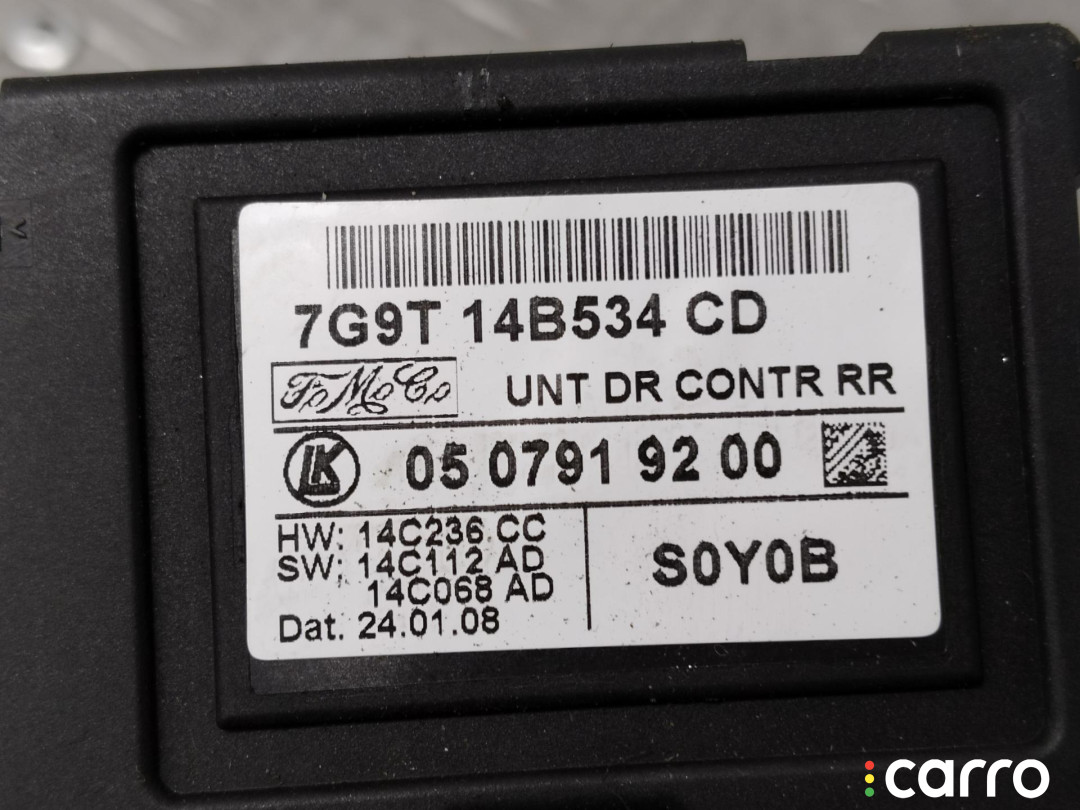 7G9T 14B534 CD
FoMoCo UNT DR CONTR RR
LK 05 0791 92 00
HW: 14C236 CC
SW: 14C112 AD
14C068 AD
Dat. 24.01.08
S0Y0B
carro